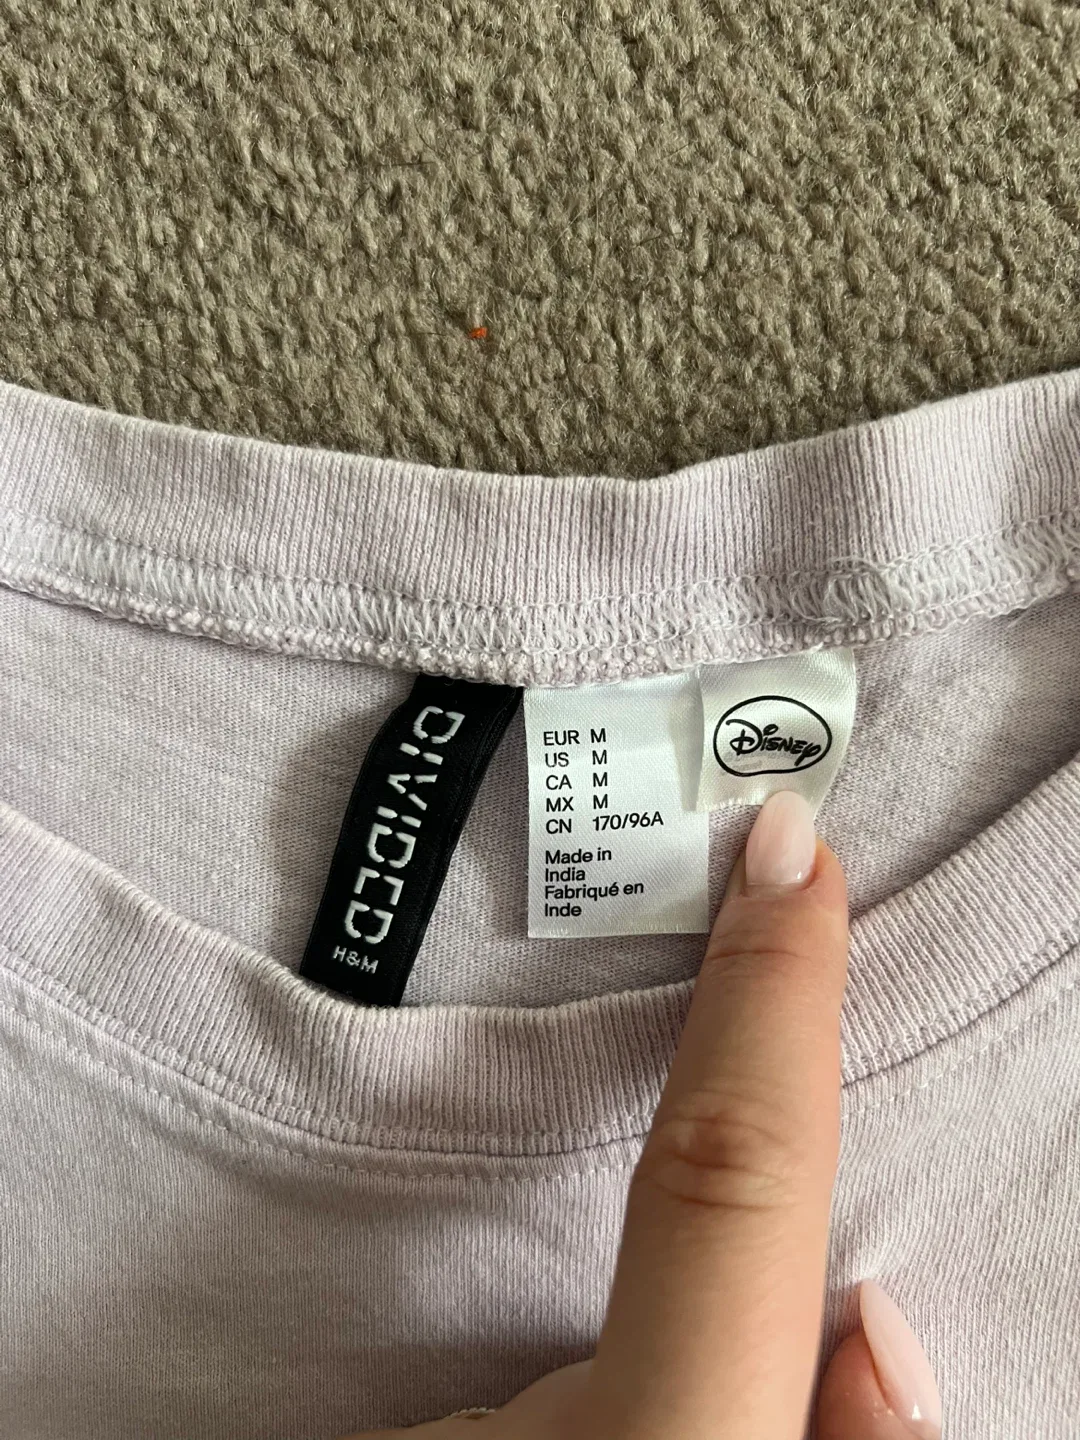 DIVIDED
H&M
EUR M
US M
CA M
MX M
CN 170/96A
Made in
India
Fabriqué en
Inde
Disney